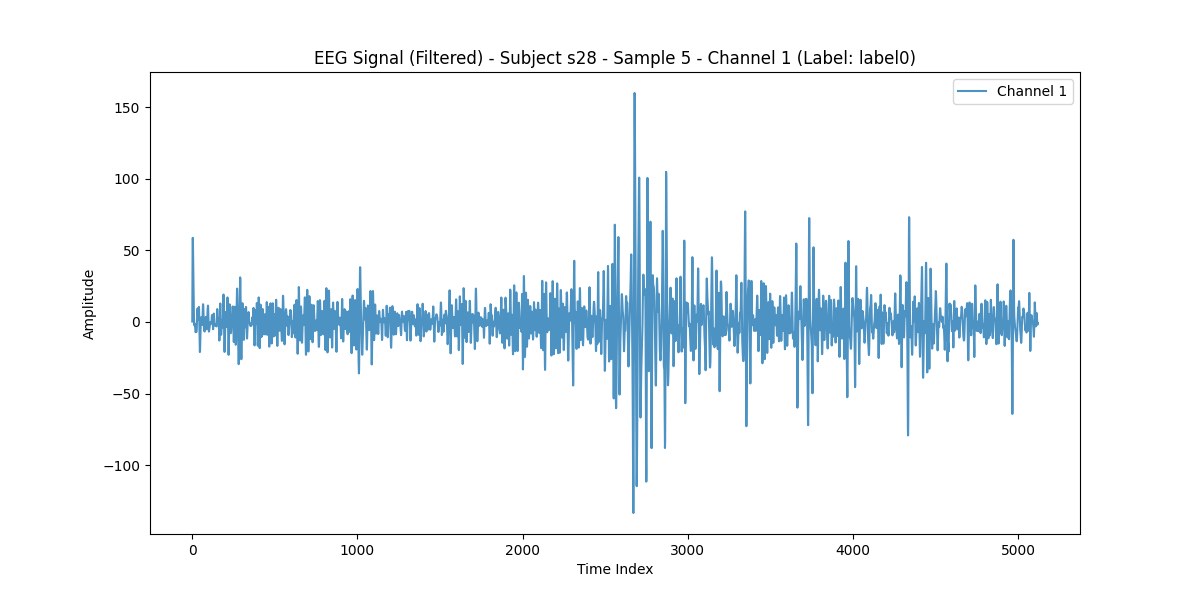 EEG Signal (Filtered) - Subject s28 - Sample 5 - Channel 1 (Label: label0)
Channel 1
150
100
50
0
−50
−100
Amplitude
0 1000 2000 3000 4000 5000
Time Index